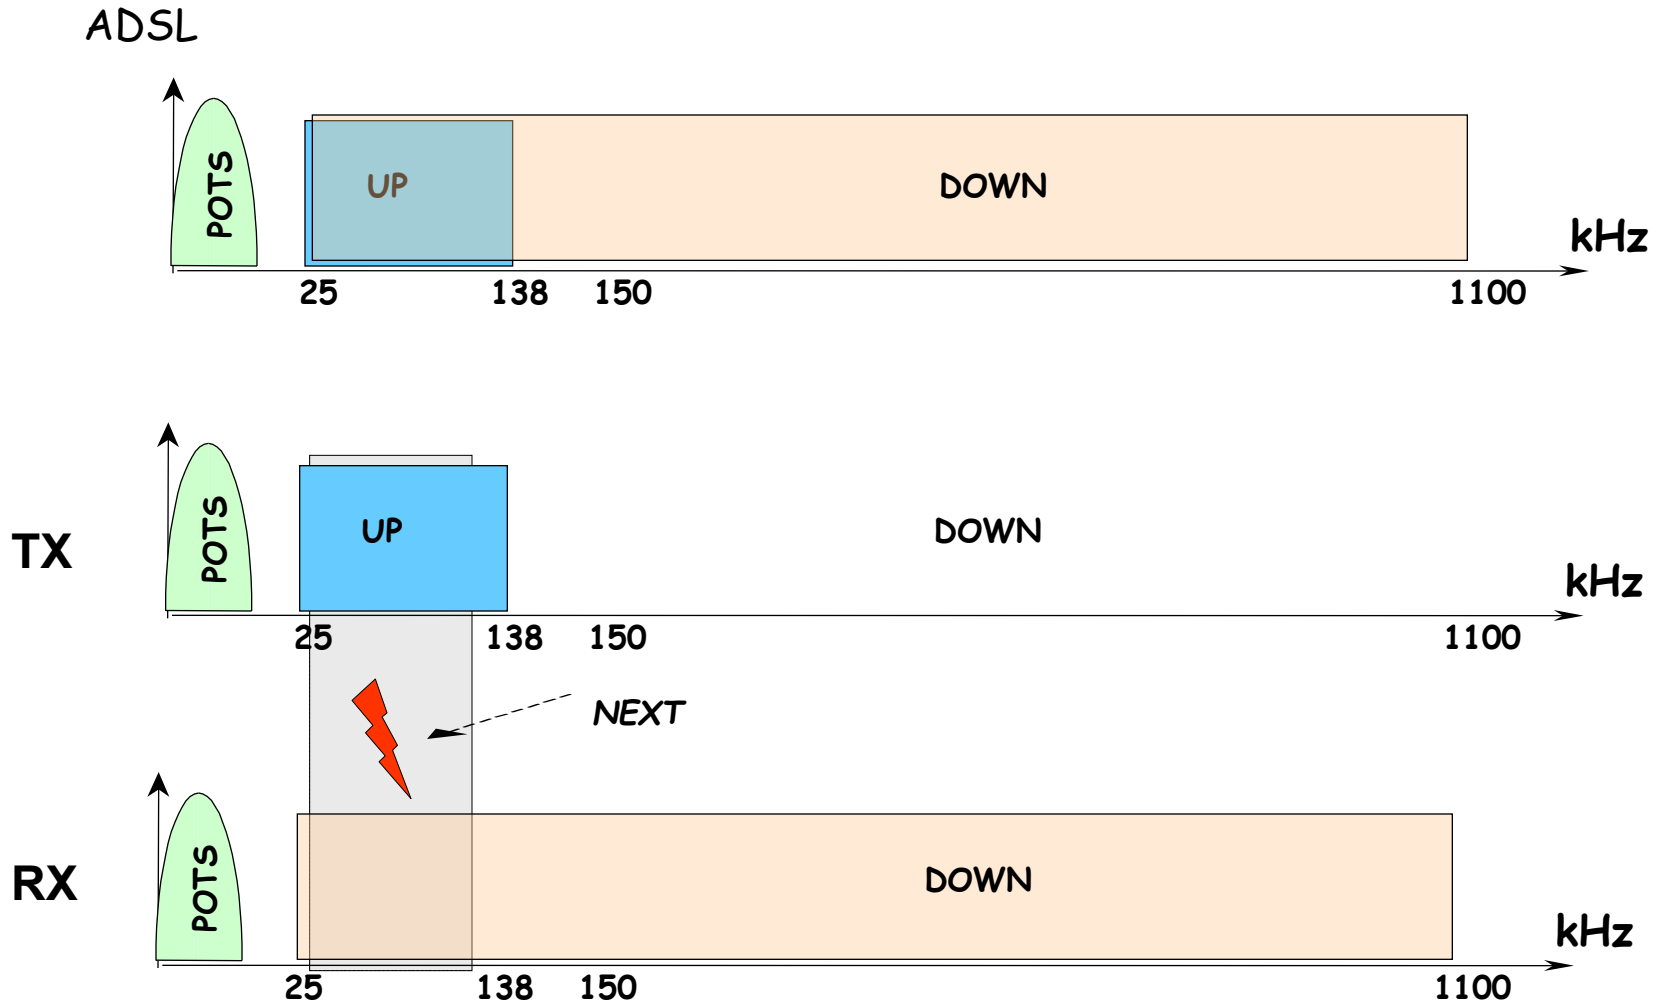 ADSL
POTS
UP
DOWN
kHz
25
138
150
1100
TX
POTS
UP
DOWN
kHz
25
138
150
1100
NEXT
RX
POTS
DOWN
kHz
25
138
150
1100